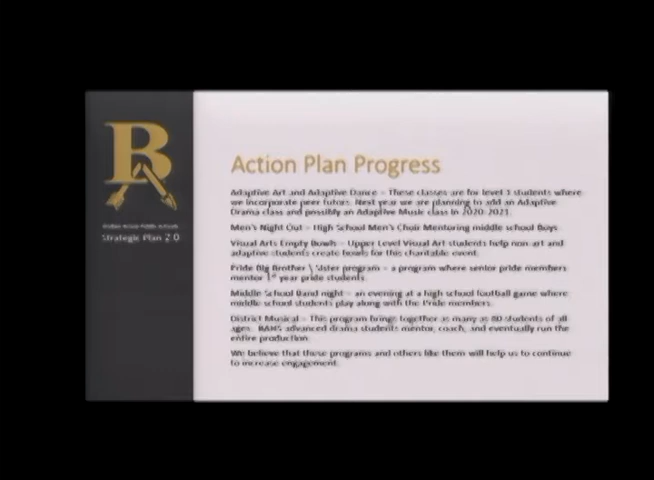 B
Broken Arrow Public Schools
Strategic Plan 2.0
Action Plan Progress
Adaptive Art and Adaptive Dance – These classes are for level 3 students where
we incorporate peer tutors. Next year we are planning to add an Adaptive
Drama class and possibly an Adaptive Music class in 2020-2021.
Men's Night Out – High School Men's Choir Mentoring middle school Boys
Visual Arts Empty Bowls – Upper Level Visual Art students help non-art and
adaptive students create bowls for this charitable event.
Pride Big Brother \ Sister program – a program where senior pride members
mentor 1st year pride students.
Middle School Band night – an evening at a high school football game where
middle school students play along with the Pride members.
District Musical – This program brings together as many as 80 students of all
ages. BAHS advanced drama students mentor, coach, and eventually run the
entire production.
We believe that these programs and others like them will help us to continue
to increase engagement.